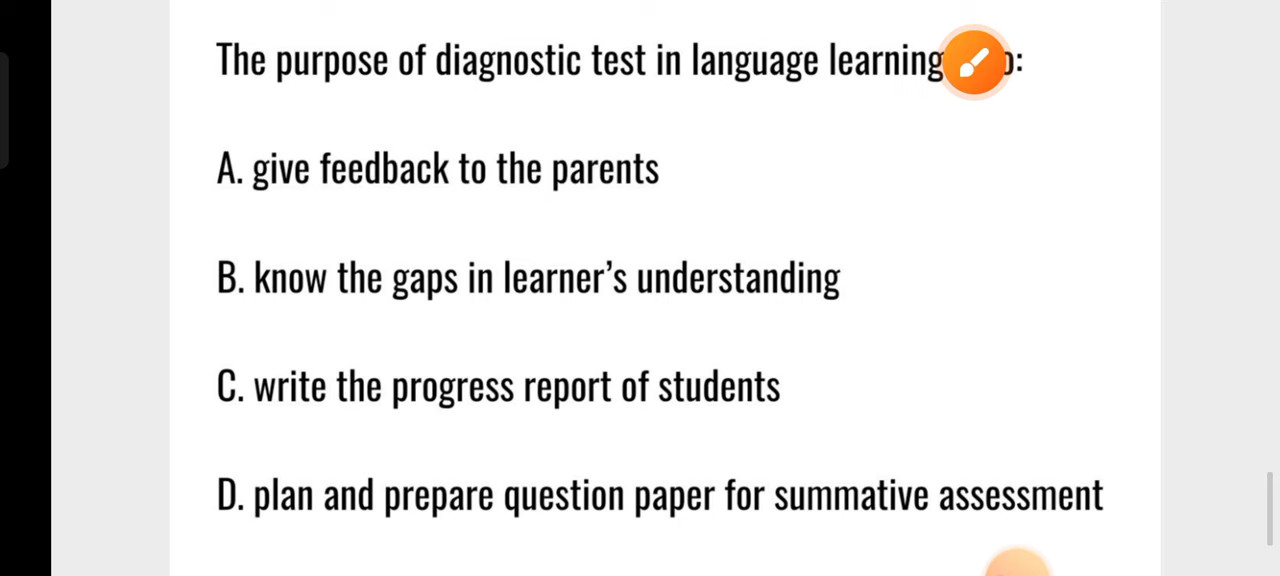 The purpose of diagnostic test in language learning
A. give feedback to the parents
B. know the gaps in learner's understanding
C. write the progress report of students
D. plan and prepare question paper for summative assessment